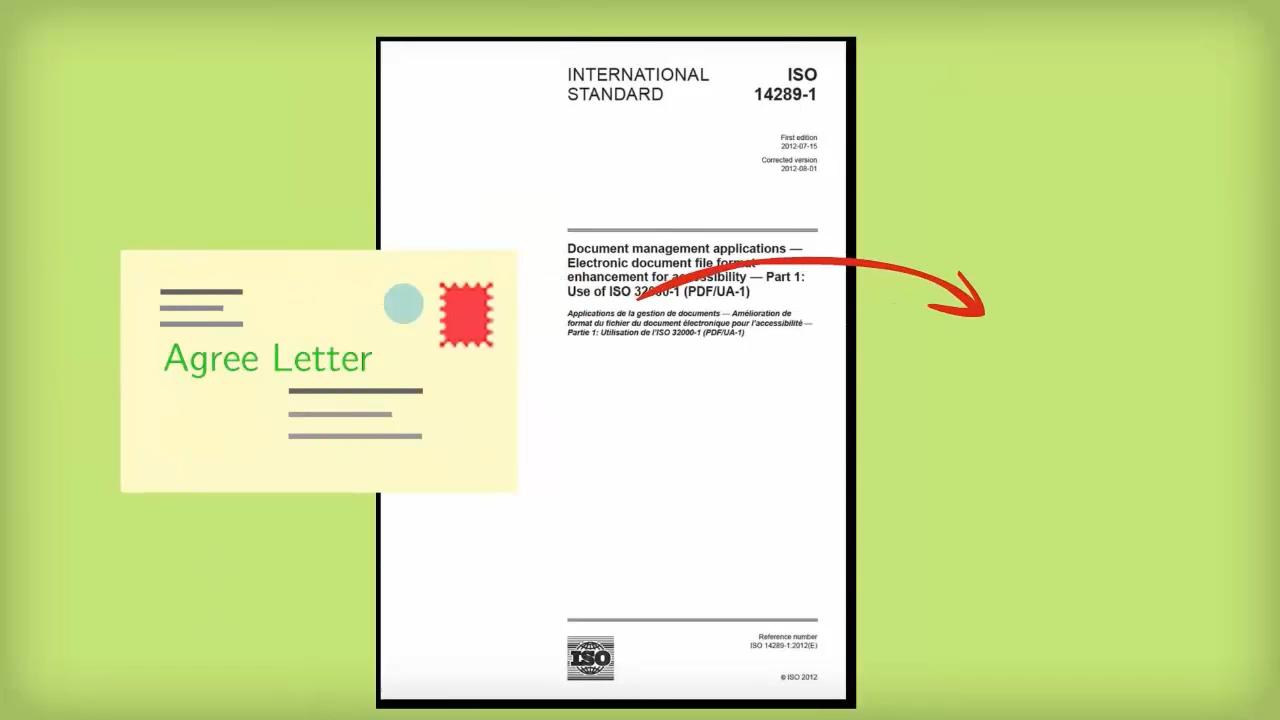 INTERNATIONAL
STANDARD
ISO
14289-1
First edition
2012-07-15
Corrected version
2012-08-01
Document management applications —
Electronic document file format
enhancement for accessibility — Part 1:
Use of ISO 32000-1 (PDF/UA-1)
Applications de la gestion de documents — Amélioration de
format du fichier du document électronique pour l'accessibilité —
Partie 1: Utilisation de l'ISO 32000-1 (PDF/UA-1)
Agree Letter
ISO
Reference number
ISO 14289-1:2012(E)
© ISO 2012